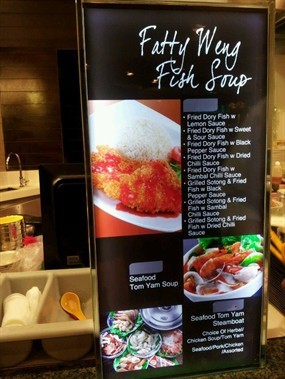 Fatty Weng
Fish Soup
• Fried Dory Fish w
Lemon Sauce
• Fried Dory Fish w Sweet
& Sour Sauce
• Fried Dory Fish w Black
Pepper Sauce
• Fried Dory Fish w Dried
Chilli Sauce
• Fried Dory Fish w
Sambal Chilli Sauce
• Grilled Sotong & Fried
Fish w Black
Pepper Sauce
• Grilled Sotong & Fried
Fish w Sambal
Chilli Sauce
• Grilled Sotong & Fried
Fish w Dried Chilli
Sauce
Seafood
Tom Yam Soup
Seafood Tom Yam
Steamboat
Choice Of Herbal/
Chicken Soup/Tom Yam
Seafood/Pork/Chicken
/Assorted